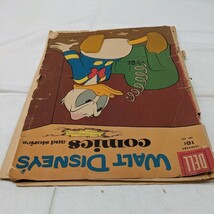 DELL
10¢
WALT DISNEY'S
comics
and stories